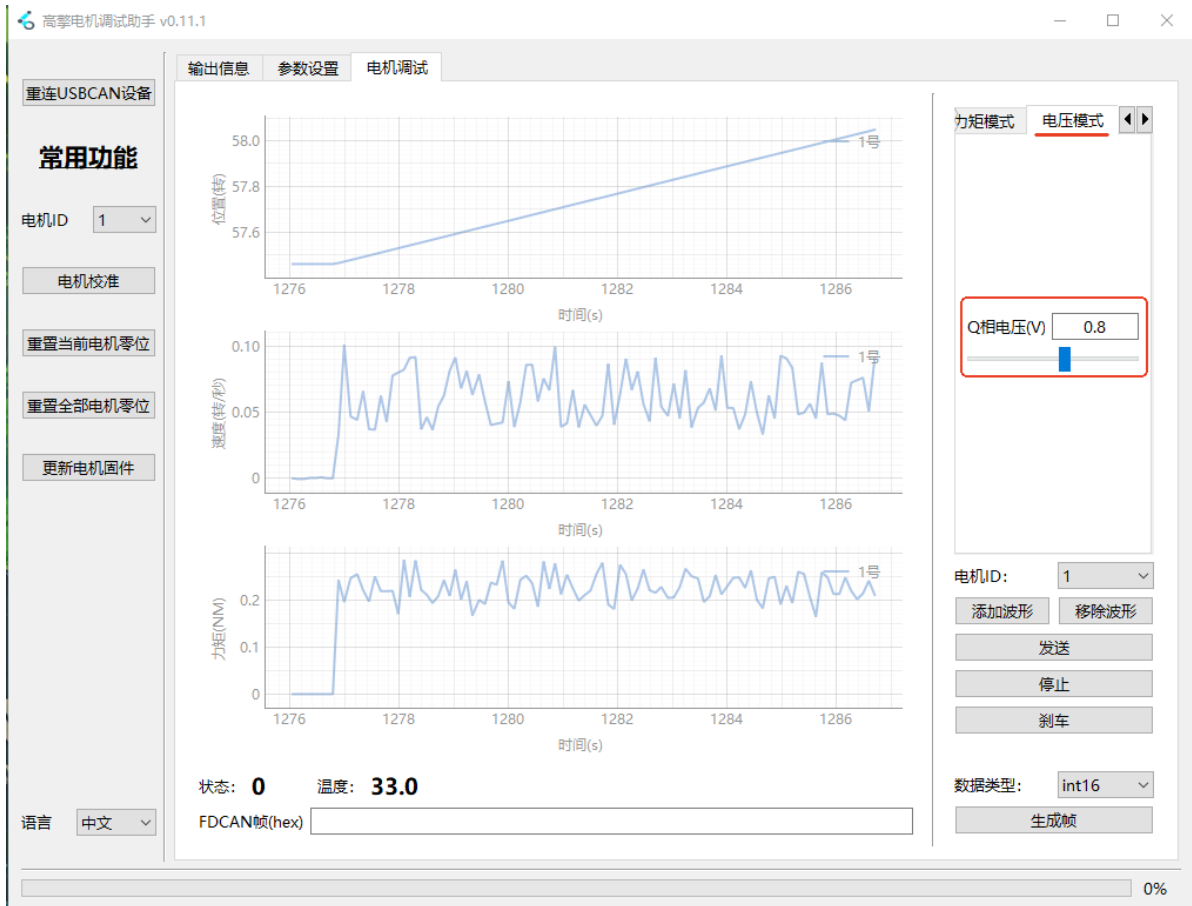 高擎电机调试助手 v0.11.1
重连USBCAN设备
常用功能
电机ID 1
电机校准
重置当前电机零位
重置全部电机零位
更新电机固件
语言 中文
输出信息 参数设置 电机调试
位置(转)
58.0
57.8
57.6
1号
1276 1278 1280 1282 1284 1286
时间(s)
速度(转/秒)
0.10
0.05
0
1号
1276 1278 1280 1282 1284 1286
时间(s)
力矩(NM)
0.2
0.1
0
1号
1276 1278 1280 1282 1284 1286
时间(s)
状态: 0 温度: 33.0
FDCAN帧(hex)
力矩模式 电压模式
Q相电压(V) 0.8
电机ID: 1
添加波形 移除波形
发送
停止
刹车
数据类型: int16
生成帧
0%